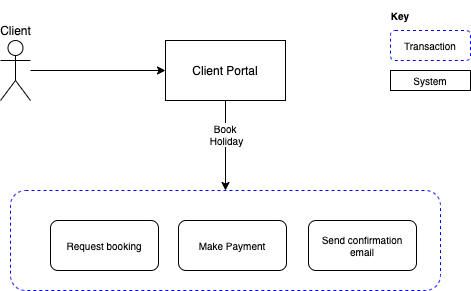 Key
Client
Transaction
Client Portal
System
Book
Holiday
Request booking
Make Payment
Send confirmation
email